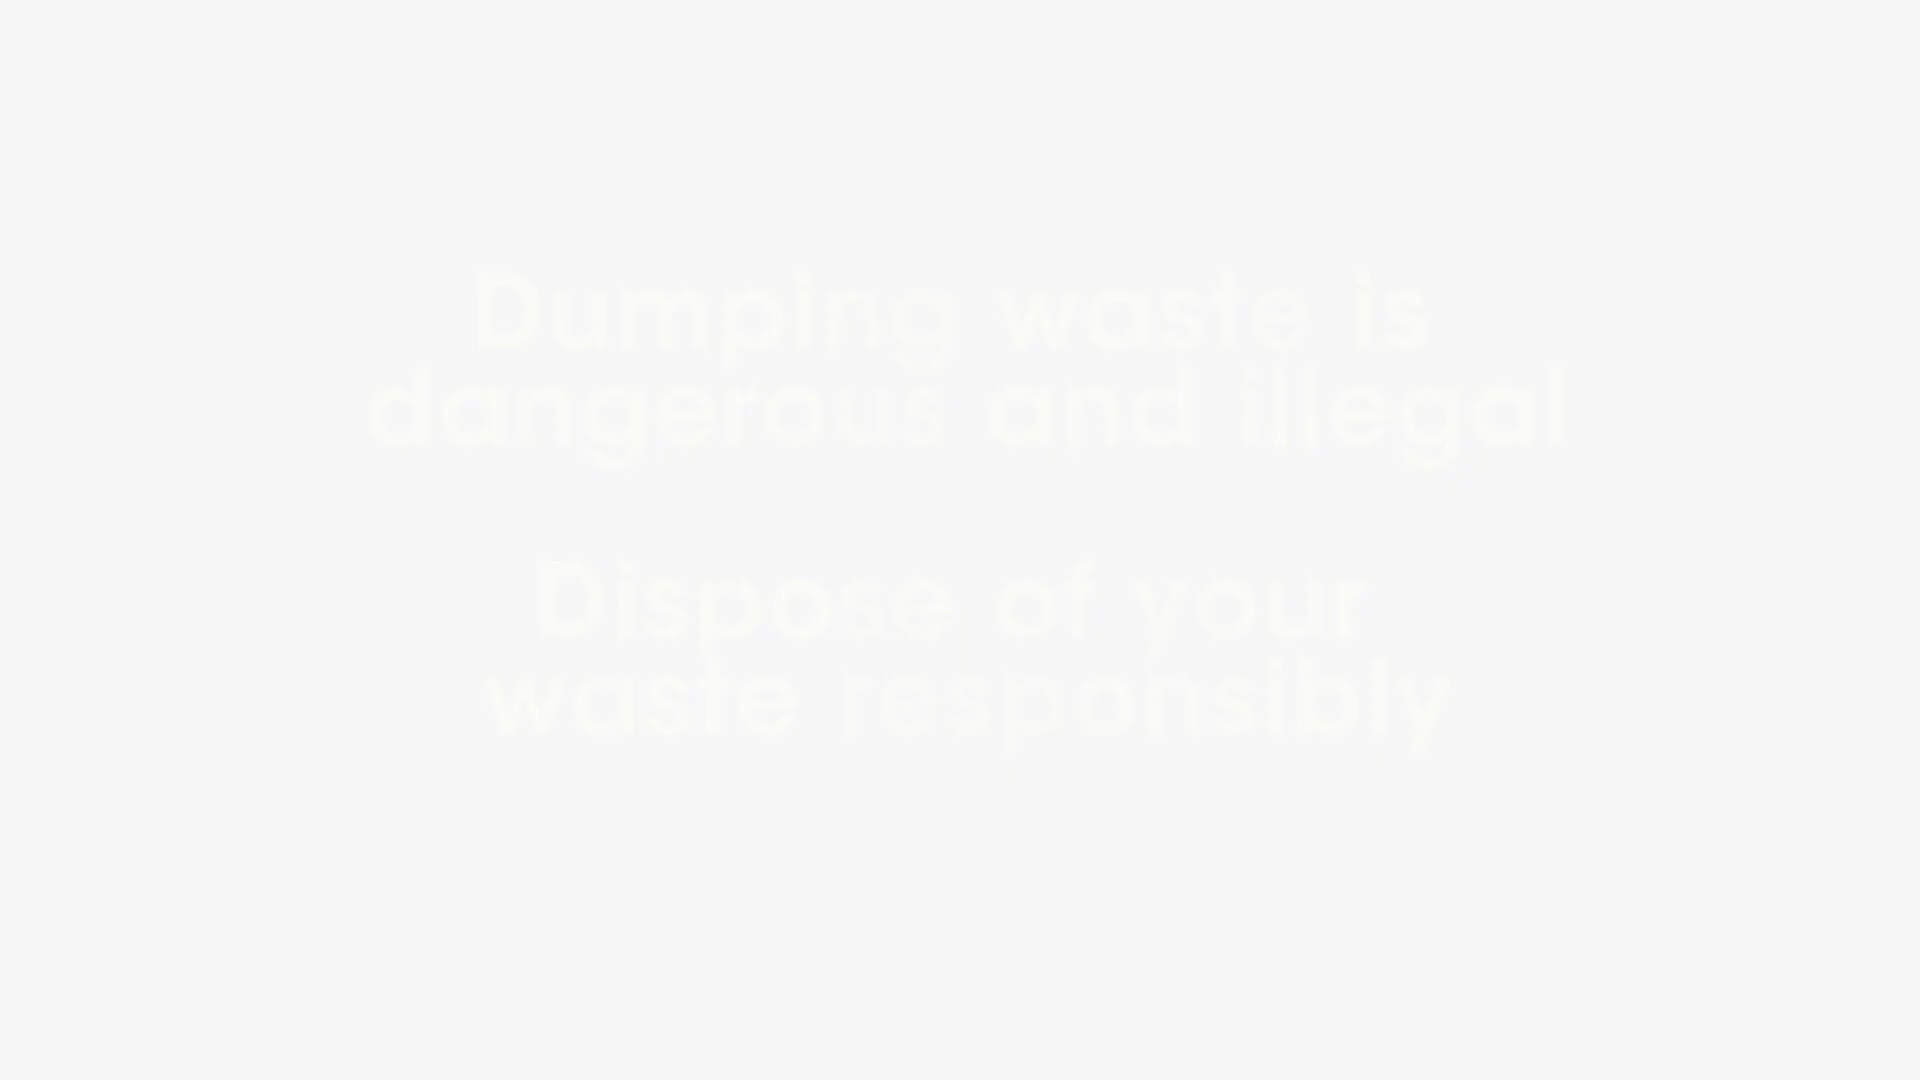 Dumping waste is
dangerous and illegal
Dispose of your
waste responsibly